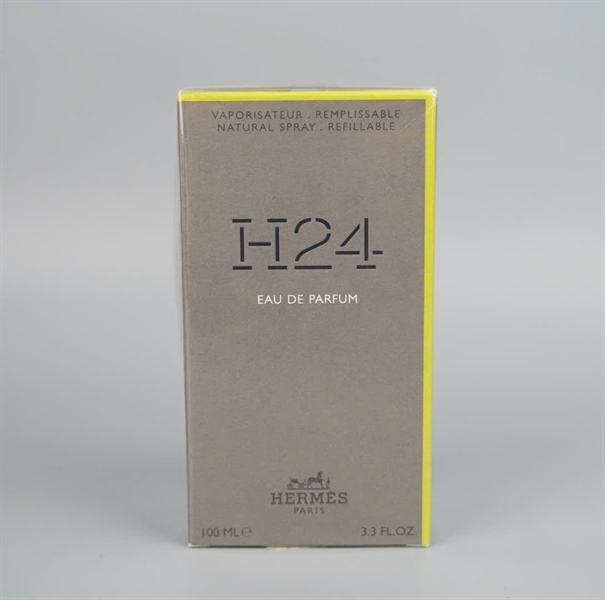 VAPORISATEUR . REMPLISSABLE
NATURAL SPRAY . REFILLABLE
H24
EAU DE PARFUM
HERMÈS
PARIS
100 ML℮ 3.3 FL.OZ.